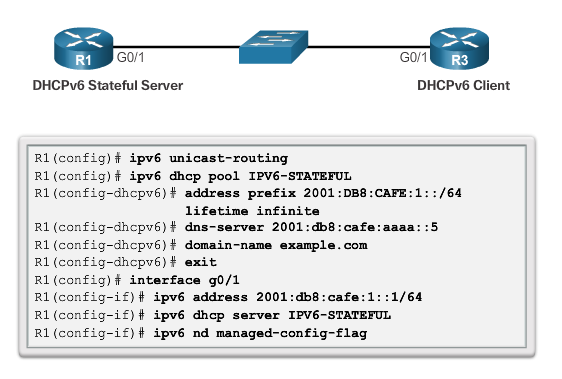 R1
G0/1
G0/1
R3
DHCPv6 Stateful Server
DHCPv6 Client
R1(config)# ipv6 unicast-routing
R1(config)# ipv6 dhcp pool IPV6-STATEFUL
R1(config-dhcpv6)# address prefix 2001:DB8:CAFE:1::/64
lifetime infinite
R1(config-dhcpv6)# dns-server 2001:db8:cafe:aaaa::5
R1(config-dhcpv6)# domain-name example.com
R1(config-dhcpv6)# exit
R1(config)# interface g0/1
R1(config-if)# ipv6 address 2001:db8:cafe:1::1/64
R1(config-if)# ipv6 dhcp server IPV6-STATEFUL
R1(config-if)# ipv6 nd managed-config-flag